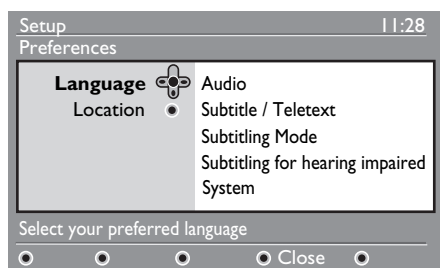 Setup 11:28
Preferences
Language Audio
Location Subtitle / Teletext
Subtitling Mode
Subtitling for hearing impaired
System
Select your preferred language
Close